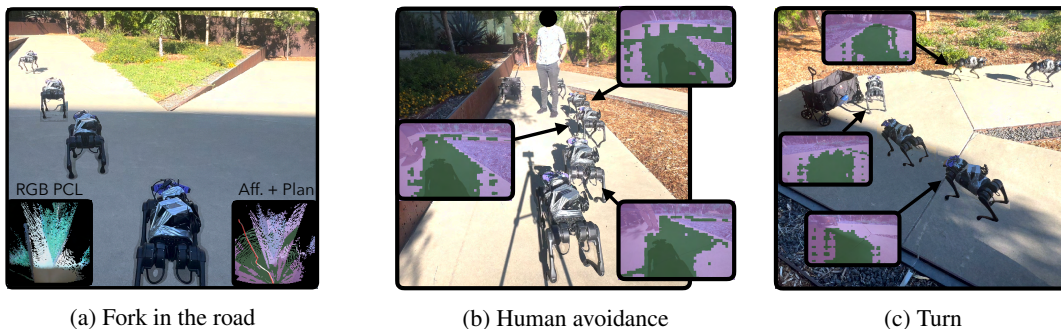 RGB PCL
Aff. + Plan
(a) Fork in the road
(b) Human avoidance
(c) Turn